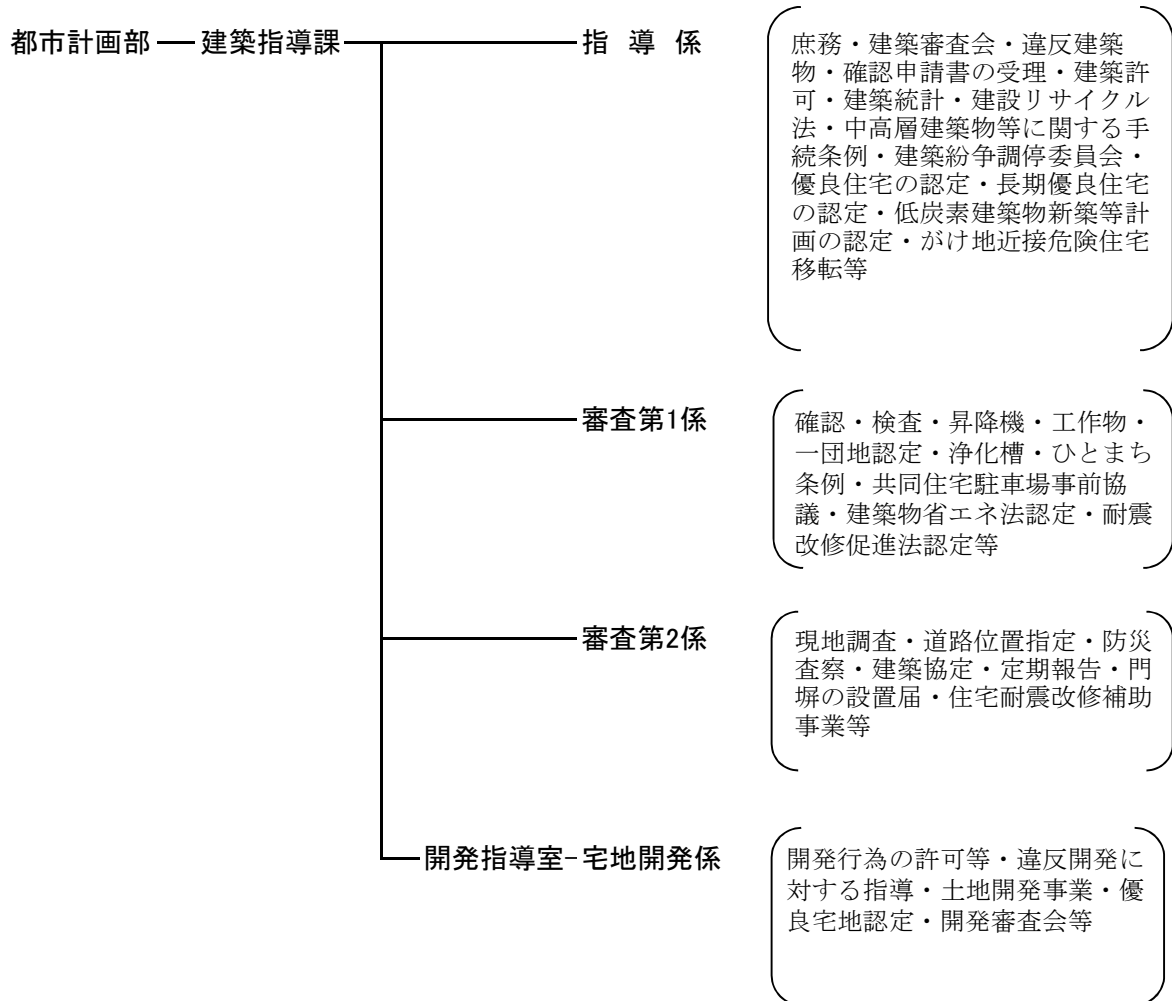 都市計画部 建築指導課 指導係
庶務・建築審査会・違反建築
物・確認申請書の受理・建築許
可・建築統計・建設リサイクル
法・中高層建築物等に関する手
続条例・建築紛争調停委員会・
優良住宅の認定・長期優良住宅
の認定・低炭素建築物新築等計
画の認定・がけ地近接危険住宅
移転等
審査第1係
確認・検査・昇降機・工作物・
一団地認定・浄化槽・ひとまち
条例・共同住宅駐車場事前協
議・建築物省エネ法認定・耐震
改修促進法認定等
審査第2係
現地調査・道路位置指定・防災
査察・建築協定・定期報告・門
塀の設置届・住宅耐震改修補助
事業等
開発指導室-宅地開発係
開発行為の許可等・違反開発に
対する指導・土地開発事業・優
良宅地認定・開発審査会等